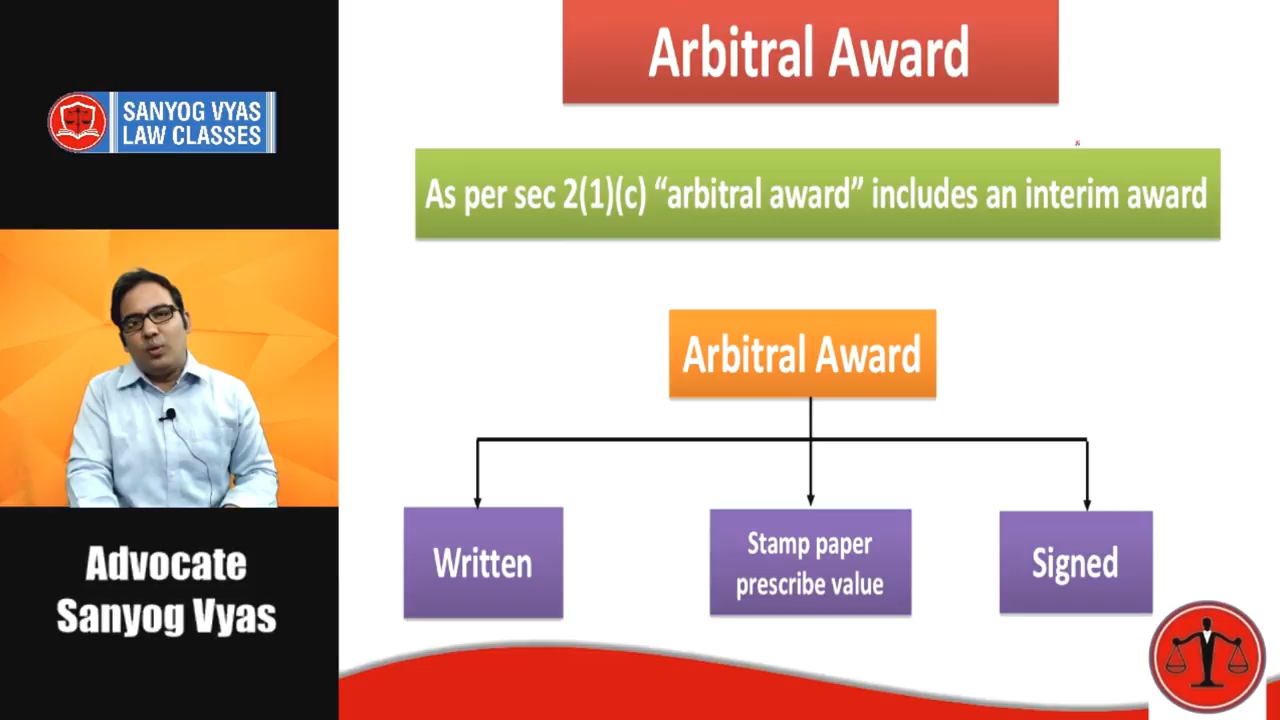 Arbitral Award
SANYOG VYAS
LAW CLASSES
As per sec 2(1)(c) “arbitral award” includes an interim award
Arbitral Award
Written
Stamp paper
prescribe value
Signed
Advocate
Sanyog Vyas